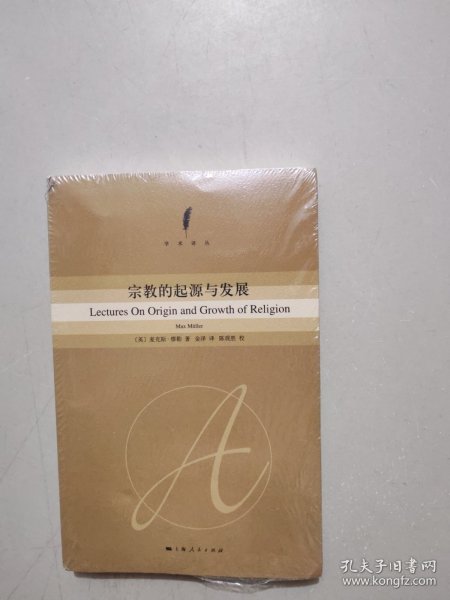 学术译丛
宗教的起源与发展
Lectures On Origin and Growth of Religion
Max Müller
〔英〕麦克斯·缪勒 著 金泽 译 陈观胜 校
A
上海人民出版社
孔夫子旧书网
www.kongfz.com